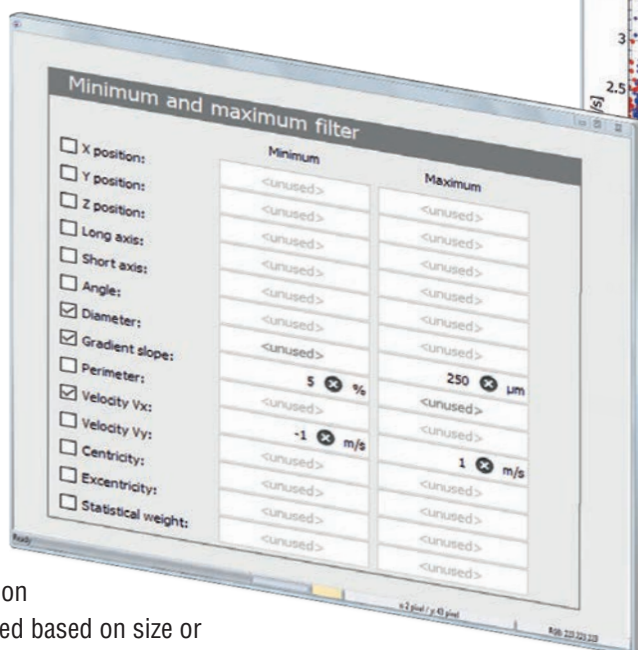 3
2.5
/s]
Minimum and maximum filter
Minimum Maximum
X position: <unused> <unused>
Y position: <unused> <unused>
Z position: <unused> <unused>
Long axis: <unused> <unused>
Short axis: <unused> <unused>
Angle: <unused> <unused>
Diameter: <unused> 250 µm
Gradient slope: 5 % <unused>
Perimeter: <unused> <unused>
Velocity Vx: -1 m/s 1 m/s
Velocity Vy: <unused> <unused>
Centricity: <unused> <unused>
Excentricity: <unused> <unused>
Statistical weight: <unused> <unused>
Ready
on
ed based on size or